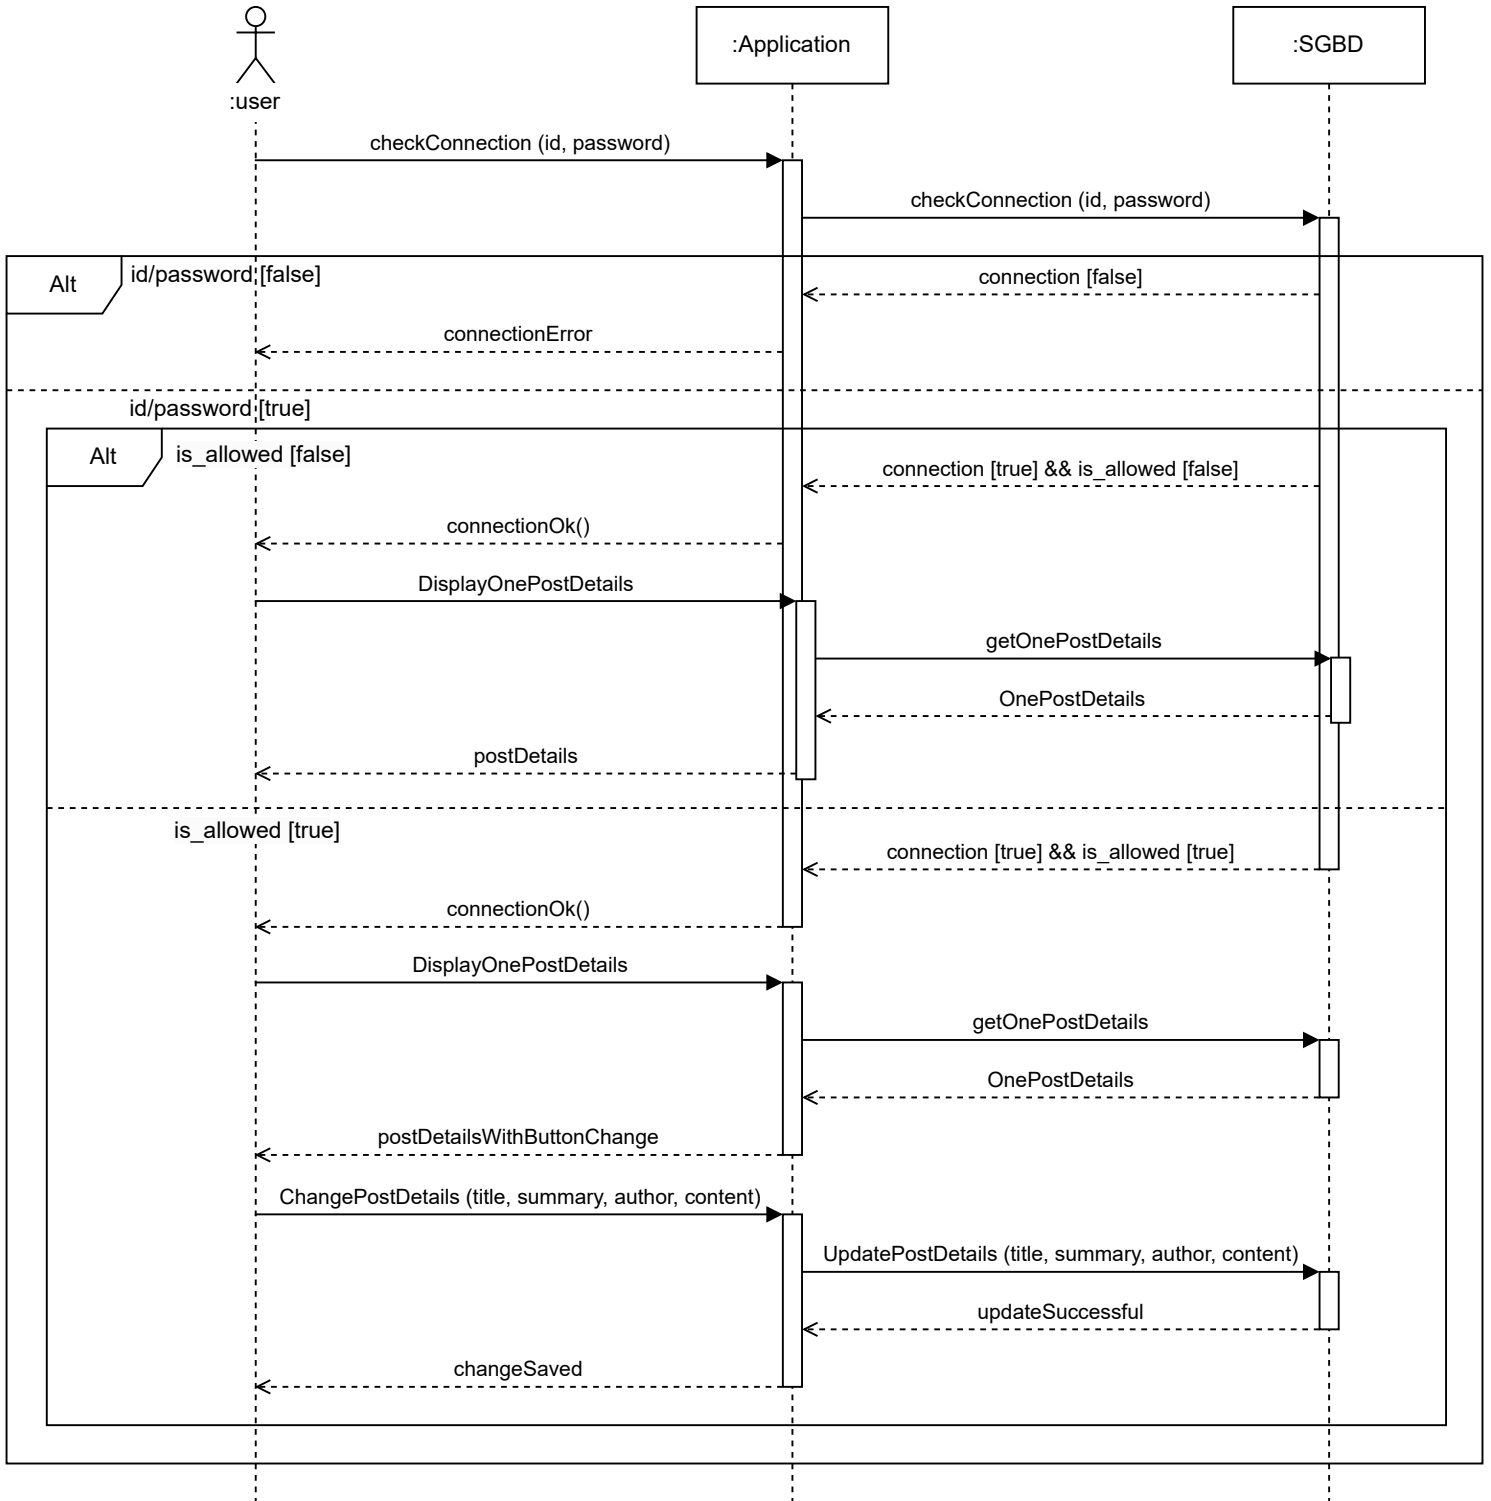 :user
:Application
:SGBD
checkConnection (id, password)
checkConnection (id, password)
Alt
id/password [false]
connection [false]
connectionError
id/password [true]
Alt
is_allowed [false]
connection [true] && is_allowed [false]
connectionOk()
DisplayOnePostDetails
getOnePostDetails
OnePostDetails
postDetails
is_allowed [true]
connection [true] && is_allowed [true]
connectionOk()
DisplayOnePostDetails
getOnePostDetails
OnePostDetails
postDetailsWithButtonChange
ChangePostDetails (title, summary, author, content)
UpdatePostDetails (title, summary, author, content)
updateSuccessful
changeSaved